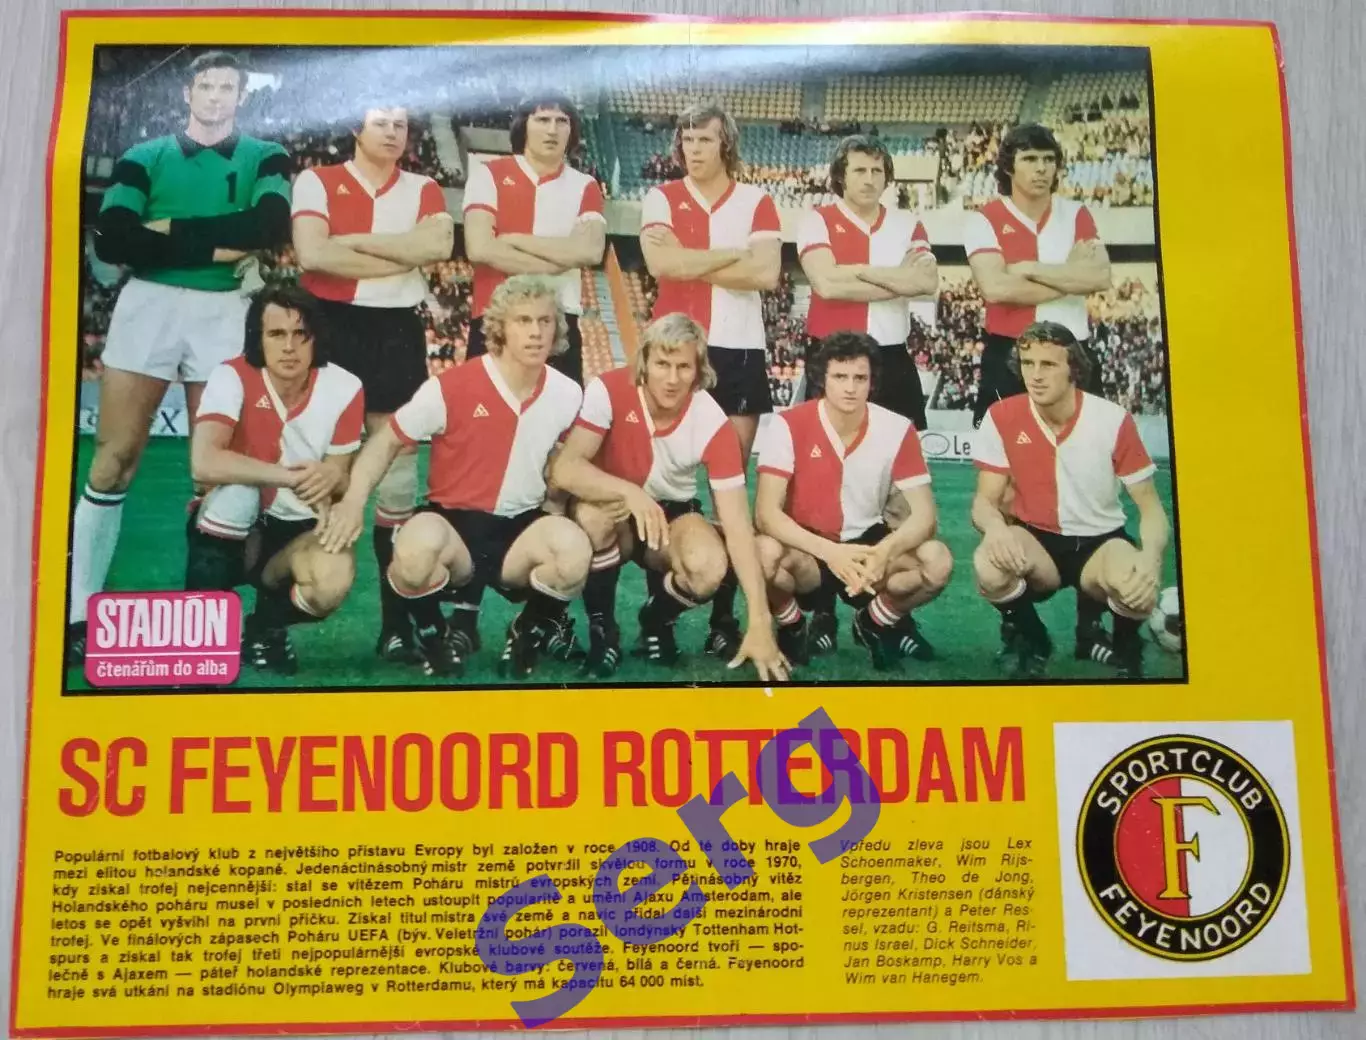 1
Le
STADIÓN
čtenářům do alba
SC FEYENOORD ROTTERDAM
Populární fotbalový klub z největšího přístavu Evropy byl založen v roce 1908. Od té doby hraje
mezi elitou holandské kopané. Jedenáctinásobný mistr země potvrdil skvělou formu v roce 1970,
kdy získal trofej nejcennější: stal se vítězem Poháru mistrů evropských zemí. Pětinásobný vítěz
Holandského poháru musel v posledních letech ustoupit popularitě a umění Ajaxu Amsterodam, ale
letos se opět vyšvihl na první příčku. Získal titul mistra své země a navíc přidal další mezinárodní
trofej. Ve finálových zápasech Poháru UEFA (býv. Veletržní pohár) porazil londýnský Tottenham Hot-
spurs a získal tak trofej třetí nejpopulárnější evropské klubové soutěže. Feyenoord tvoří — spo-
lečně s Ajaxem — páteř holandské reprezentace. Klubové barvy: červená, bílá a černá. Feyenoord
hraje svá utkání na stadiónu Olympiaweg v Rotterdamu, který má kapacitu 64 000 míst.
Vpředu zleva jsou Lex
Schoenmaker, Wim Rijs-
bergen, Theo de Jong,
Jörgen Kristensen (dánský
reprezentant) a Peter Res-
sel, vzadu: G. Reitsma, Ri-
nus Israel, Dick Schneider,
Jan Boskamp, Harry Vos a
Wim van Hanegem.
SPORTCLUB
F
FEYENOORD
serg